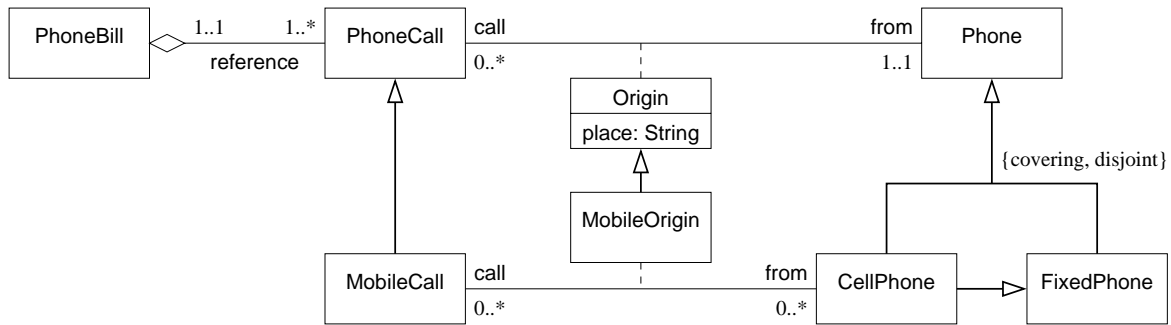 PhoneBill
1..1
1..*
reference
PhoneCall
call
0..*
from
1..1
Phone
Origin
place: String
{covering, disjoint}
MobileOrigin
MobileCall
call
0..*
from
0..*
CellPhone
FixedPhone